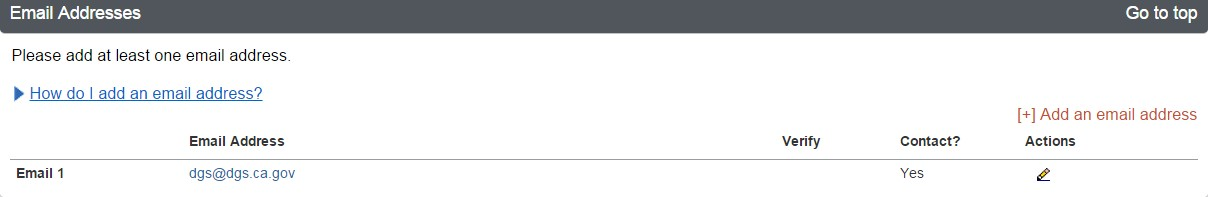 Email Addresses Go to top
Please add at least one email address.
How do I add an email address?
[+] Add an email address
Email Address Verify Contact? Actions
Email 1 dgs@dgs.ca.gov Yes